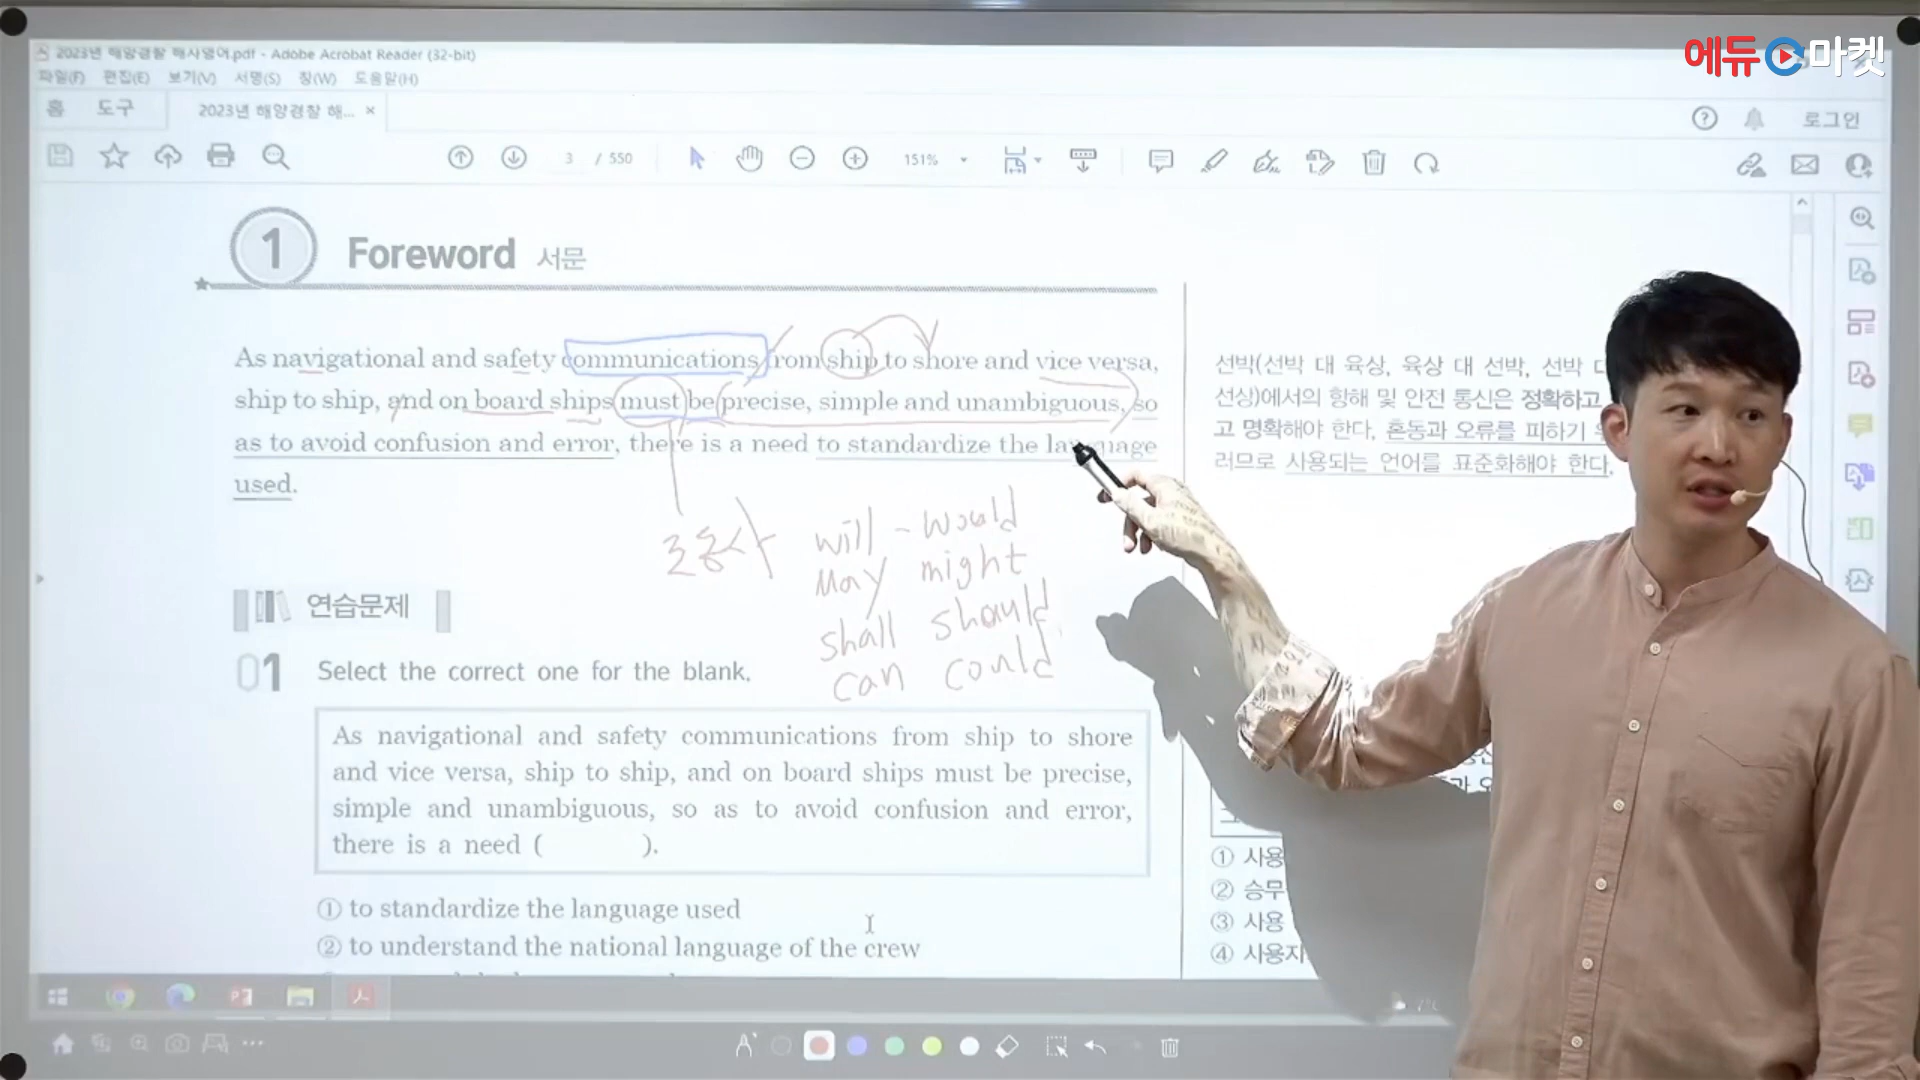 에듀 마켓
2023년 해양경찰 해사영어.pdf - Adobe Acrobat Reader (32-bit)
파일(F) 편집(E) 보기(V) 서명(S) 창(W) 도움말(H)
홈 도구 2023년 해양경찰 해... ×
로그인
3 / 550 151%
1 Foreword 서문
As navigational and safety communications from ship to shore and vice versa,
ship to ship, and on board ships must be precise, simple and unambiguous, so
as to avoid confusion and error, there is a need to standardize the language
used.
조동사 will - would
may might
shall should
can could
선박(선박 대 육상, 육상 대 선박, 선박 대
선상)에서의 항해 및 안전 통신은 정확하고
고 명확해야 한다, 혼동과 오류를 피하기
러므로 사용되는 언어를 표준화해야 한다.
연습문제
01 Select the correct one for the blank.
As navigational and safety communications from ship to shore
and vice versa, ship to ship, and on board ships must be precise,
simple and unambiguous, so as to avoid confusion and error,
there is a need ( ).
① to standardize the language used
② to understand the national language of the crew
① 사용
② 승무
③ 사용
④ 사용자